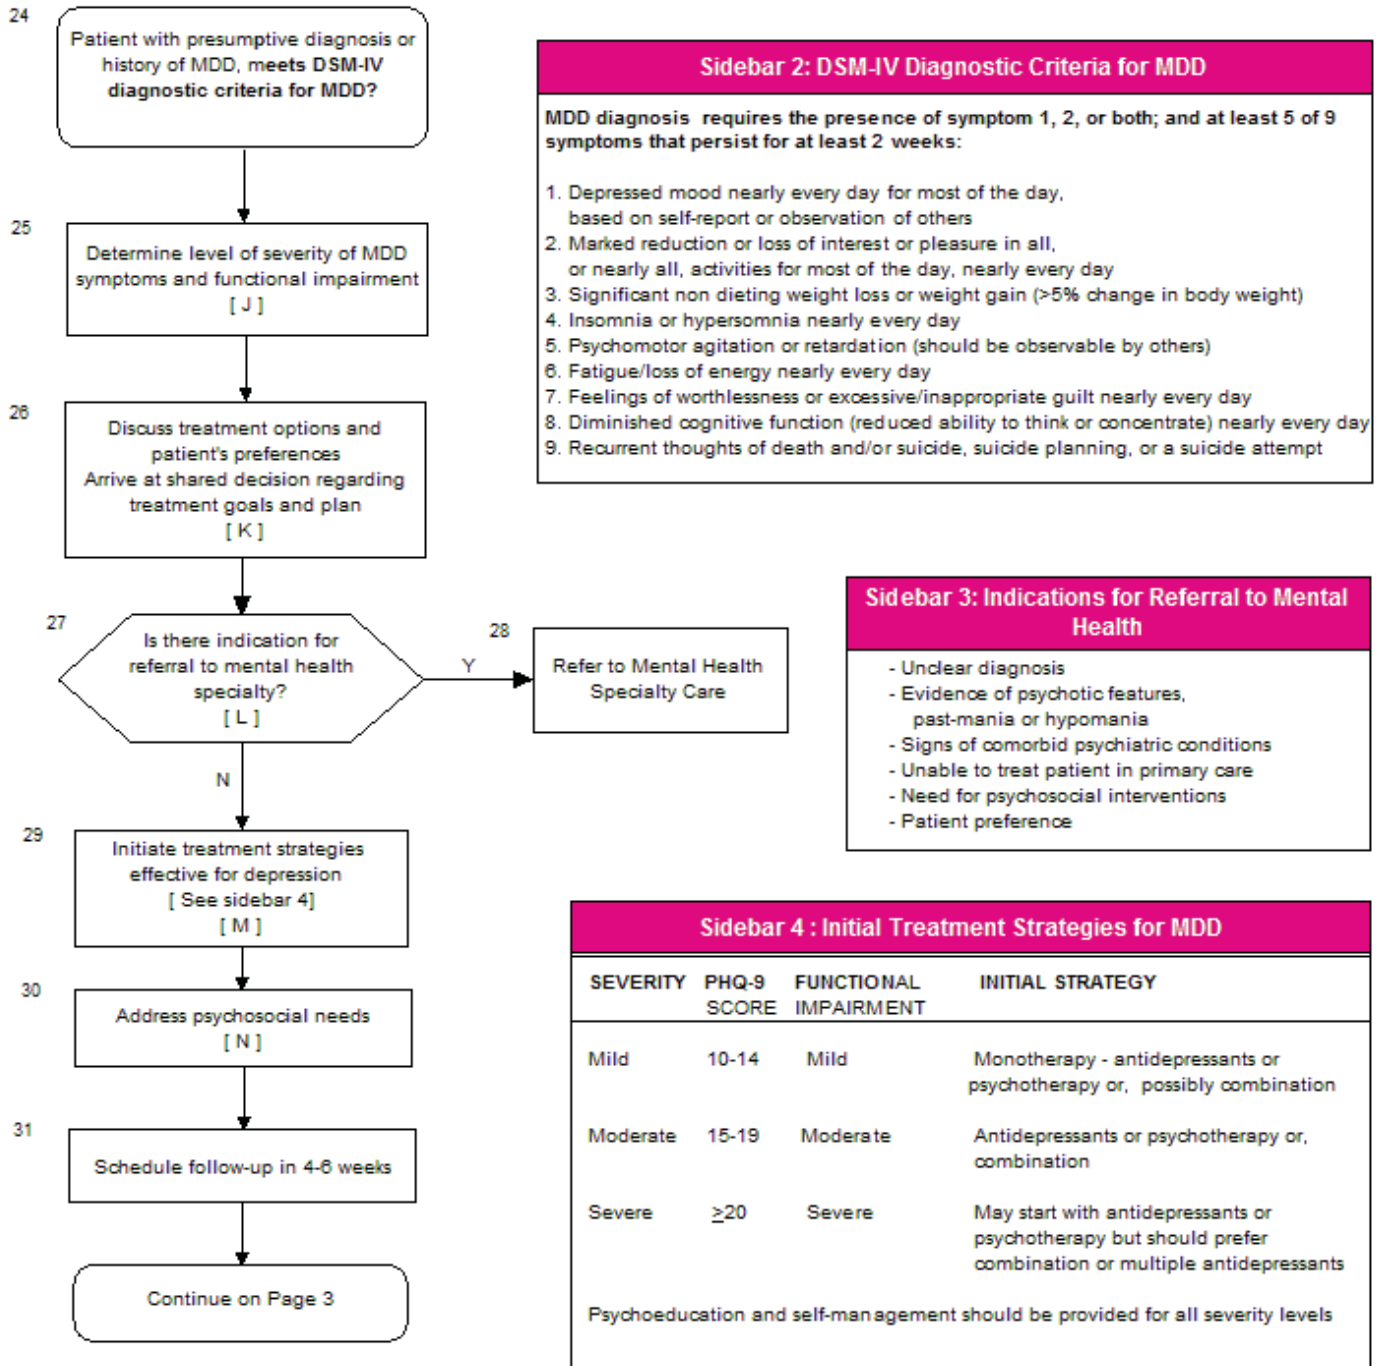 24
Patient with presumptive diagnosis or
history of MDD, meets DSM-IV
diagnostic criteria for MDD?
25
Determine level of severity of MDD
symptoms and functional impairment
[ J ]
26
Discuss treatment options and
patient's preferences
Arrive at shared decision regarding
treatment goals and plan
[ K ]
27
Is there indication for
referral to mental health
specialty?
[ L ]
Y
28
Refer to Mental Health
Specialty Care
N
29
Initiate treatment strategies
effective for depression
[ See sidebar 4]
[ M ]
30
Address psychosocial needs
[ N ]
31
Schedule follow-up in 4-6 weeks
Continue on Page 3
Sidebar 2: DSM-IV Diagnostic Criteria for MDD
MDD diagnosis requires the presence of symptom 1, 2, or both; and at least 5 of 9
symptoms that persist for at least 2 weeks:
1. Depressed mood nearly every day for most of the day,
based on self-report or observation of others
2. Marked reduction or loss of interest or pleasure in all,
or nearly all, activities for most of the day, nearly every day
3. Significant non dieting weight loss or weight gain (>5% change in body weight)
4. Insomnia or hypersomnia nearly every day
5. Psychomotor agitation or retardation (should be observable by others)
6. Fatigue/loss of energy nearly every day
7. Feelings of worthlessness or excessive/inappropriate guilt nearly every day
8. Diminished cognitive function (reduced ability to think or concentrate) nearly every day
9. Recurrent thoughts of death and/or suicide, suicide planning, or a suicide attempt
Sidebar 3: Indications for Referral to Mental
Health
- Unclear diagnosis
- Evidence of psychotic features,
past-mania or hypomania
- Signs of comorbid psychiatric conditions
- Unable to treat patient in primary care
- Need for psychosocial interventions
- Patient preference
Sidebar 4 : Initial Treatment Strategies for MDD
SEVERITY PHQ-9 FUNCTIONAL INITIAL STRATEGY
SCORE IMPAIRMENT
Mild 10-14 Mild Monotherapy - antidepressants or
psychotherapy or, possibly combination
Moderate 15-19 Moderate Antidepressants or psychotherapy or,
combination
Severe ≥20 Severe May start with antidepressants or
psychotherapy but should prefer
combination or multiple antidepressants
Psychoeducation and self-management should be provided for all severity levels